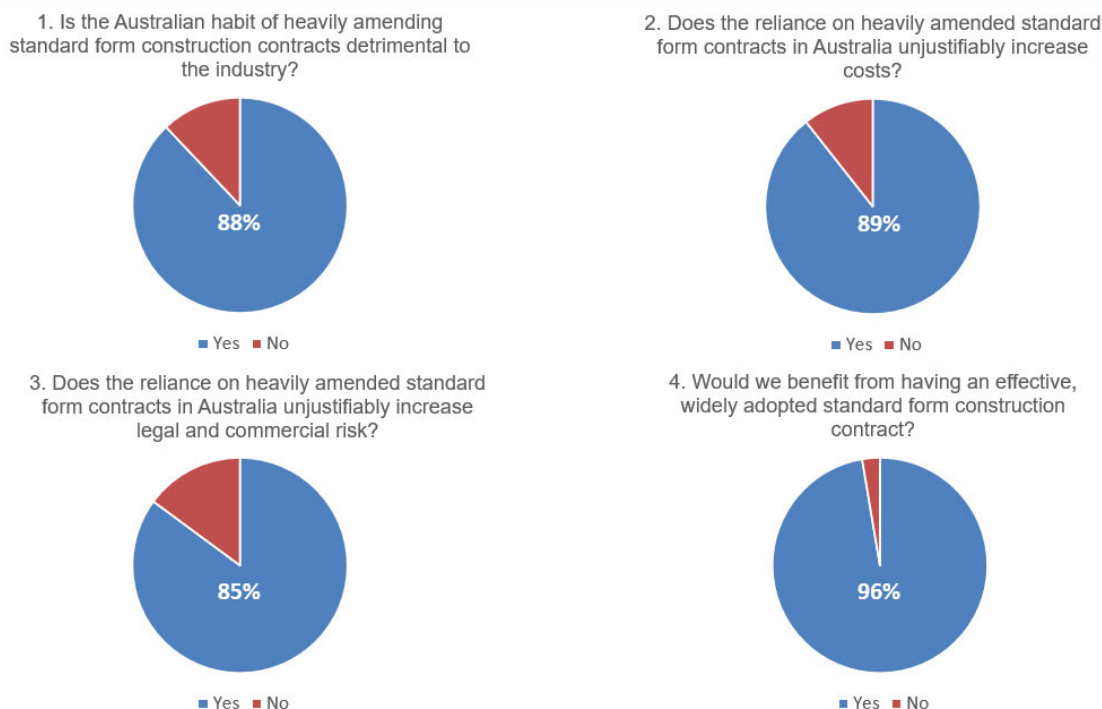 1. Is the Australian habit of heavily amending
standard form construction contracts detrimental to
the industry?
88%
Yes No
2. Does the reliance on heavily amended standard
form contracts in Australia unjustifiably increase
costs?
89%
Yes No
3. Does the reliance on heavily amended standard
form contracts in Australia unjustifiably increase
legal and commercial risk?
85%
Yes No
4. Would we benefit from having an effective,
widely adopted standard form construction
contract?
96%
Yes No